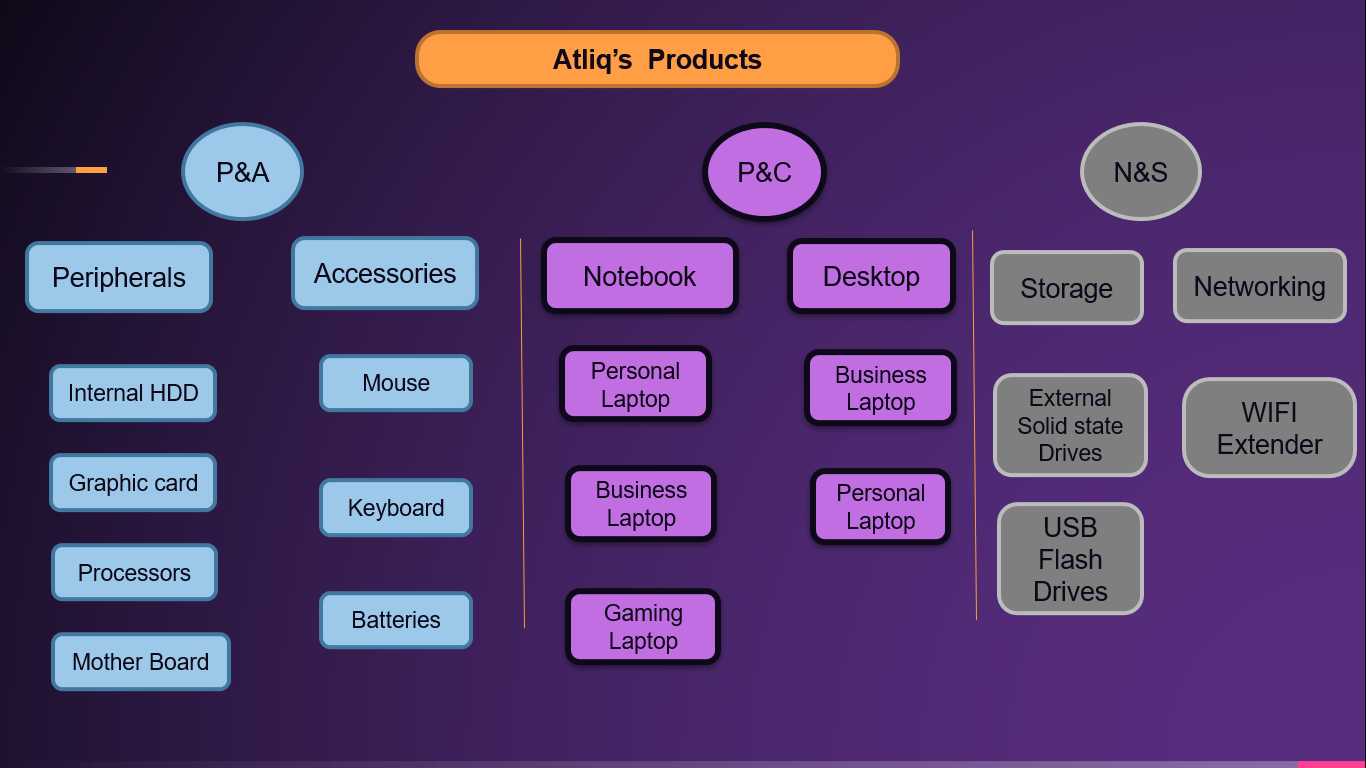 Atliq’s  Products
P&A
P&C
N&S
Peripherals
Accessories
Notebook
Desktop
Storage
Networking
Internal HDD
Graphic card
Processors
Mother Board
Mouse
Keyboard
Batteries
Personal
Laptop
Business
Laptop
Gaming
Laptop
Business
Laptop
Personal
Laptop
External
Solid state
Drives
USB
Flash
Drives
WIFI
Extender